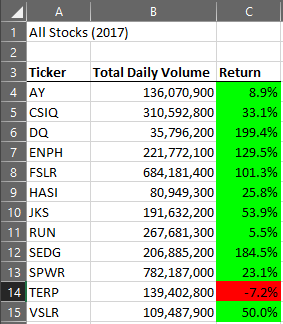 A B C
1 All Stocks (2017)
2
3 Ticker Total Daily Volume Return
4 AY 136,070,900 8.9%
5 CSIQ 310,592,800 33.1%
6 DQ 35,796,200 199.4%
7 ENPH 221,772,100 129.5%
8 FSLR 684,181,400 101.3%
9 HASI 80,949,300 25.8%
10 JKS 191,632,200 53.9%
11 RUN 267,681,300 5.5%
12 SEDG 206,885,200 184.5%
13 SPWR 782,187,000 23.1%
14 TERP 139,402,800 -7.2%
15 VSLR 109,487,900 50.0%